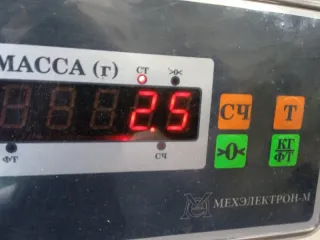 МАССА (г) СТ >0<
2.5 СЧ Т
ФТ СЧ >0< КГ
ФТ
МЕХЭЛЕКТРОН-М